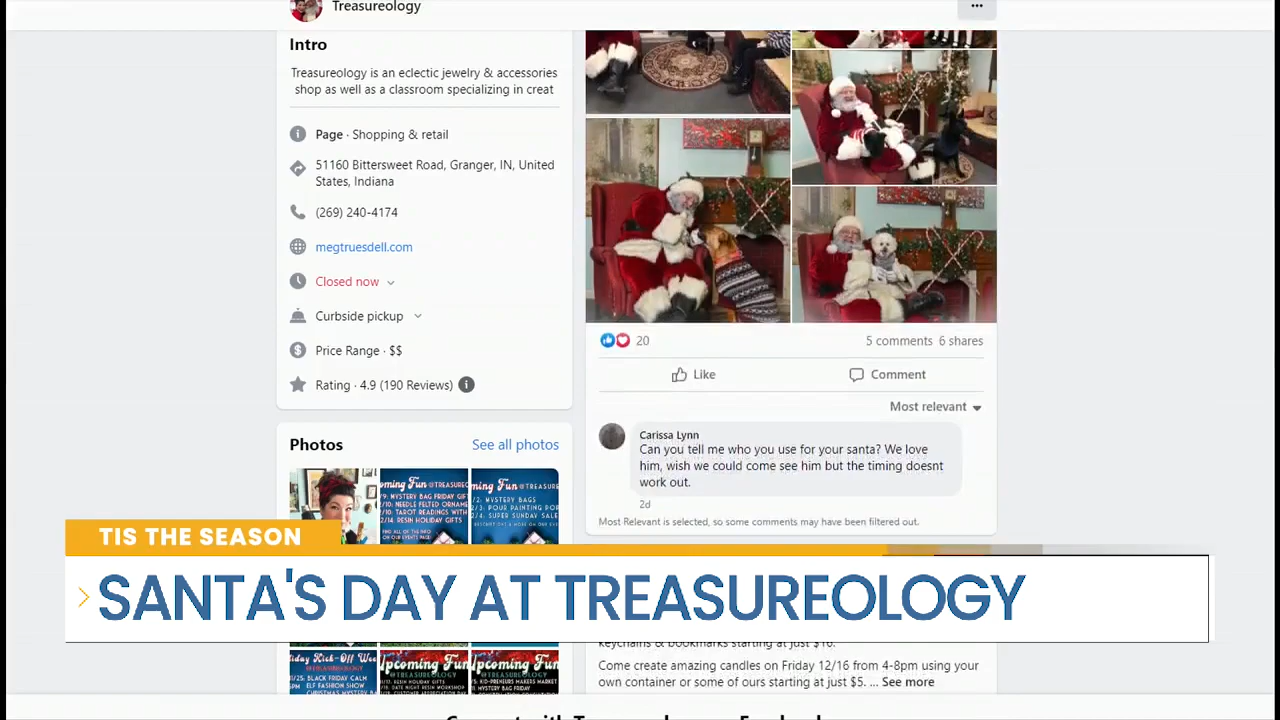 Treasureology
Intro
Treasureology is an eclectic jewelry & accessories
shop as well as a classroom specializing in creat
Page · Shopping & retail
51160 Bittersweet Road, Granger, IN, United
States, Indiana
(269) 240-4174
megtruesdell.com
Closed now
Curbside pickup
Price Range · $$
Rating · 4.9 (190 Reviews)
Photos
See all photos
20
5 comments 6 shares
Like
Comment
Most relevant
Carissa Lynn
Can you tell me who you use for your santa? We love
him, wish we could come see him but the timing doesnt
work out.
2d
Most Relevant is selected, so some comments may have been filtered out.
TIS THE SEASON
SANTA'S DAY AT TREASUREOLOGY
keychains & bookmarks starting at just $10.
Come create amazing candles on Friday 12/16 from 4-8pm using your
own container or some of ours starting at just $5. ... See more